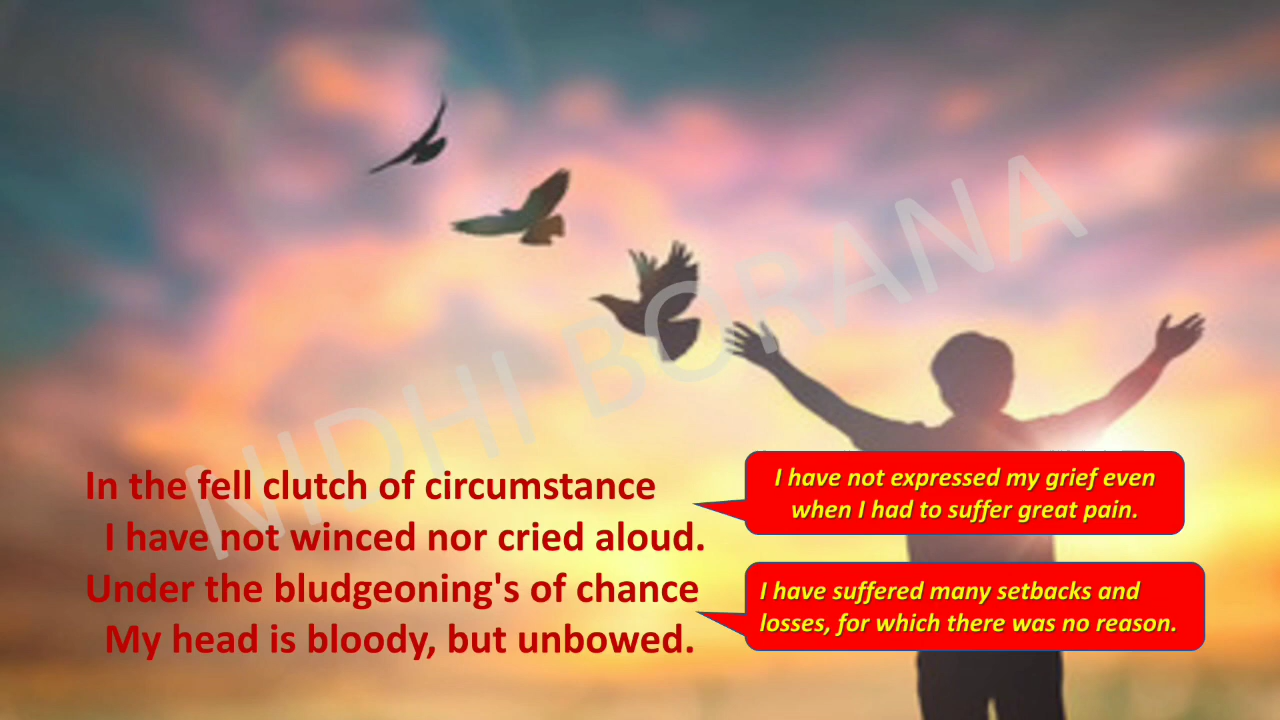 NIDHI BORANA
In the fell clutch of circumstance
I have not winced nor cried aloud.
Under the bludgeoning's of chance
My head is bloody, but unbowed.
I have not expressed my grief even
when I had to suffer great pain.
I have suffered many setbacks and
losses, for which there was no reason.